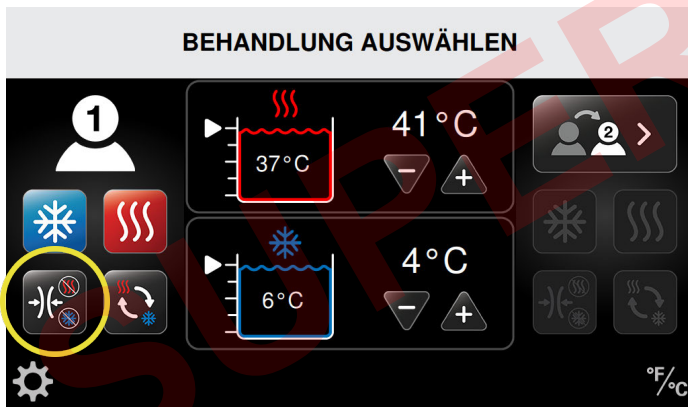 BEHANDLUNG AUSWÄHLEN
1
41°C
37°C
2
4°C
6°C
°F/°C
SUPER